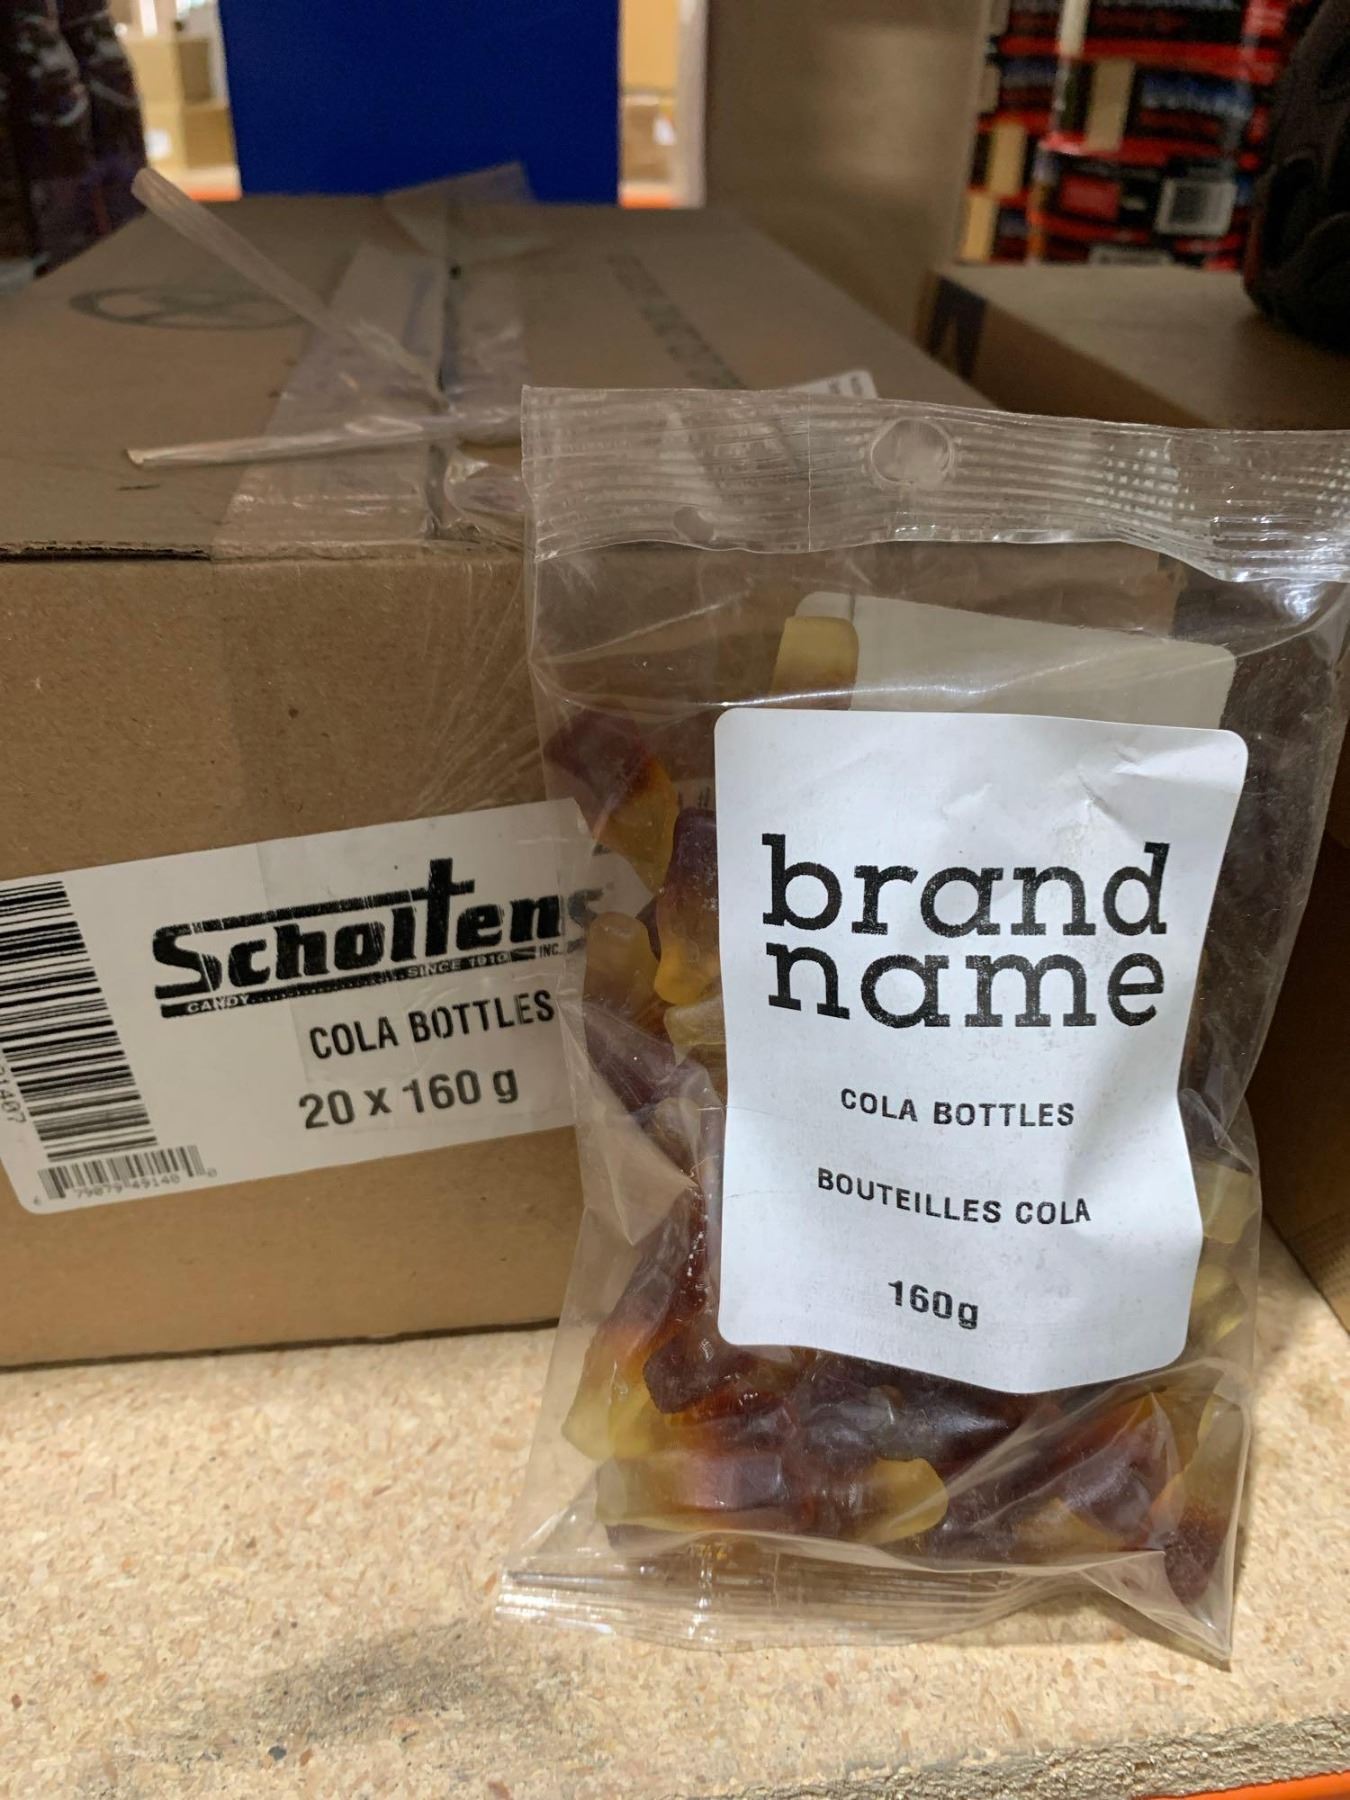 Scholtens
CANDY
SINCE 1910
INC.
COLA BOTTLES
20 x 160 g
brand
name
COLA BOTTLES
BOUTEILLES COLA
160g